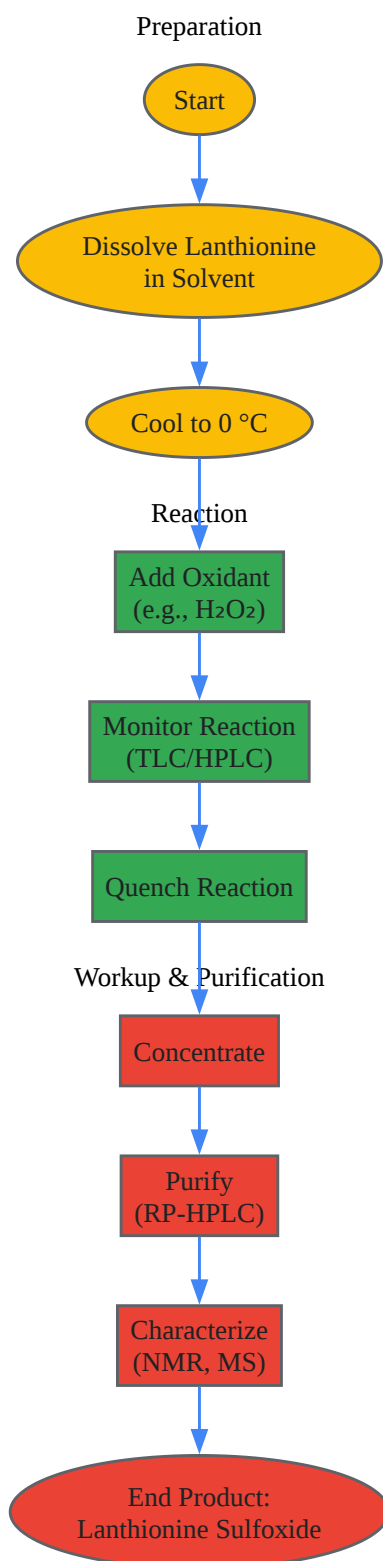 Preparation
Start
Dissolve Lanthionine
in Solvent
Cool to 0 °C
Reaction
Add Oxidant
(e.g., H₂O₂)
Monitor Reaction
(TLC/HPLC)
Quench Reaction
Workup & Purification
Concentrate
Purify
(RP-HPLC)
Characterize
(NMR, MS)
End Product:
Lanthionine Sulfoxide